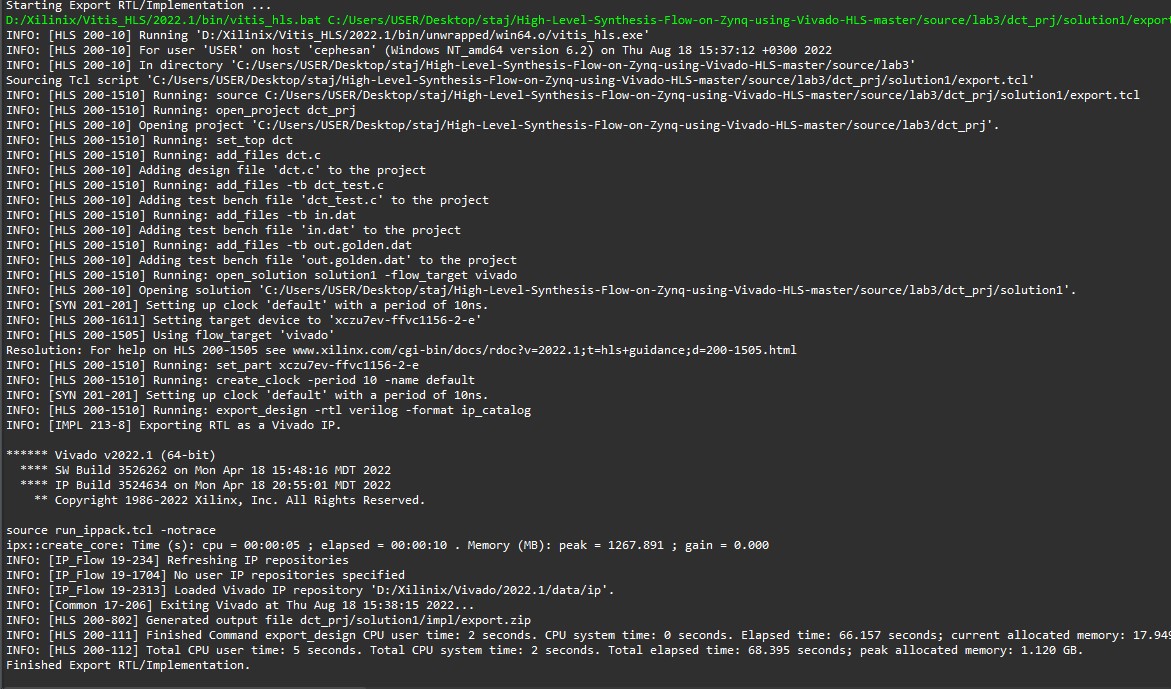 Starting Export RTL/Implementation ...
D:/Xilinix/Vitis_HLS/2022.1/bin/vitis_hls.bat C:/Users/USER/Desktop/staj/High-Level-Synthesis-Flow-on-Zynq-using-Vivado-HLS-master/source/lab3/dct_prj/solution1/export
INFO: [HLS 200-10] Running 'D:/Xilinix/Vitis_HLS/2022.1/bin/unwrapped/win64.o/vitis_hls.exe'
INFO: [HLS 200-10] For user 'USER' on host 'cephesan' (Windows NT_amd64 version 6.2) on Thu Aug 18 15:37:12 +0300 2022
INFO: [HLS 200-10] In directory 'C:/Users/USER/Desktop/staj/High-Level-Synthesis-Flow-on-Zynq-using-Vivado-HLS-master/source/lab3'
Sourcing Tcl script 'C:/Users/USER/Desktop/staj/High-Level-Synthesis-Flow-on-Zynq-using-Vivado-HLS-master/source/lab3/dct_prj/solution1/export.tcl'
INFO: [HLS 200-1510] Running: source C:/Users/USER/Desktop/staj/High-Level-Synthesis-Flow-on-Zynq-using-Vivado-HLS-master/source/lab3/dct_prj/solution1/export.tcl
INFO: [HLS 200-1510] Running: open_project dct_prj
INFO: [HLS 200-10] Opening project 'C:/Users/USER/Desktop/staj/High-Level-Synthesis-Flow-on-Zynq-using-Vivado-HLS-master/source/lab3/dct_prj'.
INFO: [HLS 200-1510] Running: set_top dct
INFO: [HLS 200-1510] Running: add_files dct.c
INFO: [HLS 200-10] Adding design file 'dct.c' to the project
INFO: [HLS 200-1510] Running: add_files -tb dct_test.c
INFO: [HLS 200-10] Adding test bench file 'dct_test.c' to the project
INFO: [HLS 200-1510] Running: add_files -tb in.dat
INFO: [HLS 200-10] Adding test bench file 'in.dat' to the project
INFO: [HLS 200-1510] Running: add_files -tb out.golden.dat
INFO: [HLS 200-10] Adding test bench file 'out.golden.dat' to the project
INFO: [HLS 200-1510] Running: open_solution solution1 -flow_target vivado
INFO: [HLS 200-10] Opening solution 'C:/Users/USER/Desktop/staj/High-Level-Synthesis-Flow-on-Zynq-using-Vivado-HLS-master/source/lab3/dct_prj/solution1'.
INFO: [SYN 201-201] Setting up clock 'default' with a period of 10ns.
INFO: [HLS 200-1611] Setting target device to 'xczu7ev-ffvc1156-2-e'
INFO: [HLS 200-1505] Using flow_target 'vivado'
Resolution: For help on HLS 200-1505 see www.xilinx.com/cgi-bin/docs/rdoc?v=2022.1;t=hls+guidance;d=200-1505.html
INFO: [HLS 200-1510] Running: set_part xczu7ev-ffvc1156-2-e
INFO: [HLS 200-1510] Running: create_clock -period 10 -name default
INFO: [SYN 201-201] Setting up clock 'default' with a period of 10ns.
INFO: [HLS 200-1510] Running: export_design -rtl verilog -format ip_catalog
INFO: [IMPL 213-8] Exporting RTL as a Vivado IP.
****** Vivado v2022.1 (64-bit)
**** SW Build 3526262 on Mon Apr 18 15:48:16 MDT 2022
**** IP Build 3524634 on Mon Apr 18 20:55:01 MDT 2022
** Copyright 1986-2022 Xilinx, Inc. All Rights Reserved.
source run_ippack.tcl -notrace
ipx::create_core: Time (s): cpu = 00:00:05 ; elapsed = 00:00:10 . Memory (MB): peak = 1267.891 ; gain = 0.000
INFO: [IP_Flow 19-234] Refreshing IP repositories
INFO: [IP_Flow 19-1704] No user IP repositories specified
INFO: [IP_Flow 19-2313] Loaded Vivado IP repository 'D:/Xilinix/Vivado/2022.1/data/ip'.
INFO: [Common 17-206] Exiting Vivado at Thu Aug 18 15:38:15 2022...
INFO: [HLS 200-802] Generated output file dct_prj/solution1/impl/export.zip
INFO: [HLS 200-111] Finished Command export_design CPU user time: 2 seconds. CPU system time: 0 seconds. Elapsed time: 66.157 seconds; current allocated memory: 17.949
INFO: [HLS 200-112] Total CPU user time: 5 seconds. Total CPU system time: 2 seconds. Total elapsed time: 68.395 seconds; peak allocated memory: 1.120 GB.
Finished Export RTL/Implementation.